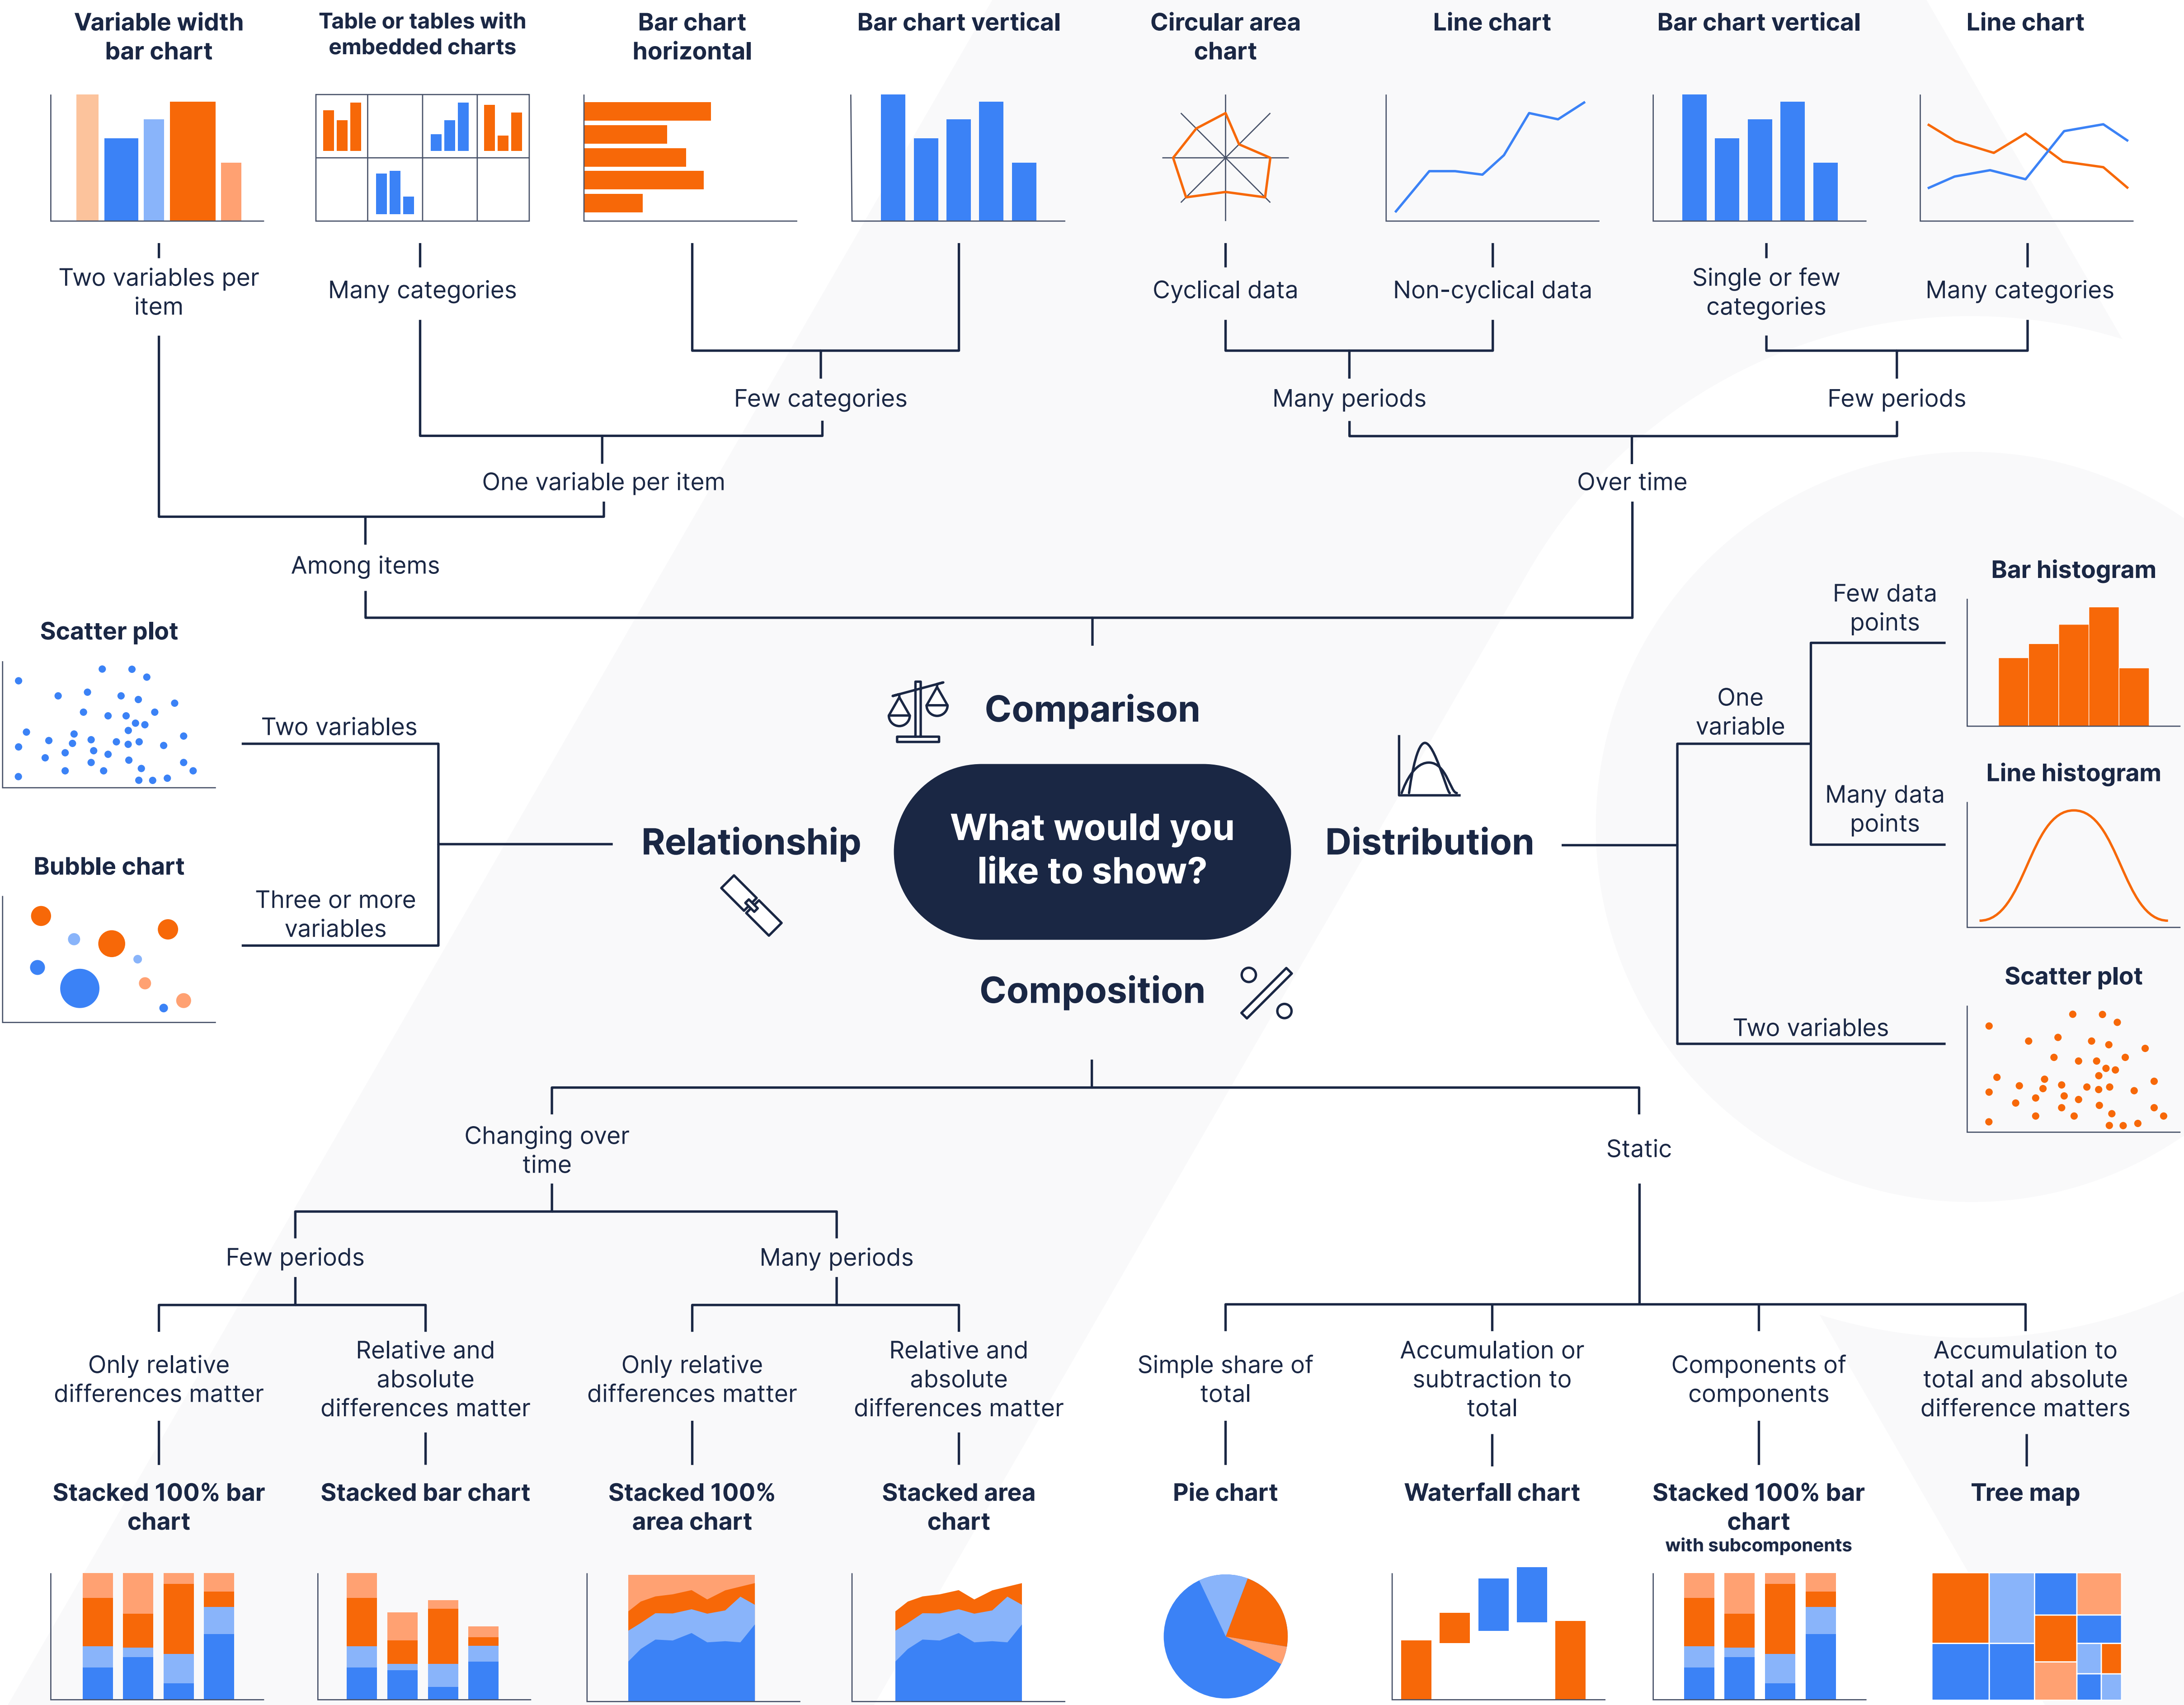 Variable width
bar chart
Table or tables with
embedded charts
Bar chart
horizontal
Bar chart vertical
Circular area
chart
Line chart
Bar chart vertical
Line chart
Two variables per
item
Many categories
Cyclical data
Non-cyclical data
Single or few
categories
Many categories
Few categories
Many periods
Few periods
One variable per item
Over time
Among items
Scatter plot
Two variables
Bubble chart
Three or more
variables
Relationship
Comparison
What would you
like to show?
Composition
Distribution
One
variable
Few data
points
Bar histogram
Many data
points
Line histogram
Two variables
Scatter plot
Changing over
time
Static
Few periods
Many periods
Only relative
differences matter
Relative and
absolute
differences matter
Only relative
differences matter
Relative and
absolute
differences matter
Simple share of
total
Accumulation or
subtraction to
total
Components of
components
Accumulation to
total and absolute
difference matters
Stacked 100% bar
chart
Stacked bar chart
Stacked 100%
area chart
Stacked area
chart
Pie chart
Waterfall chart
Stacked 100% bar
chart
with subcomponents
Tree map